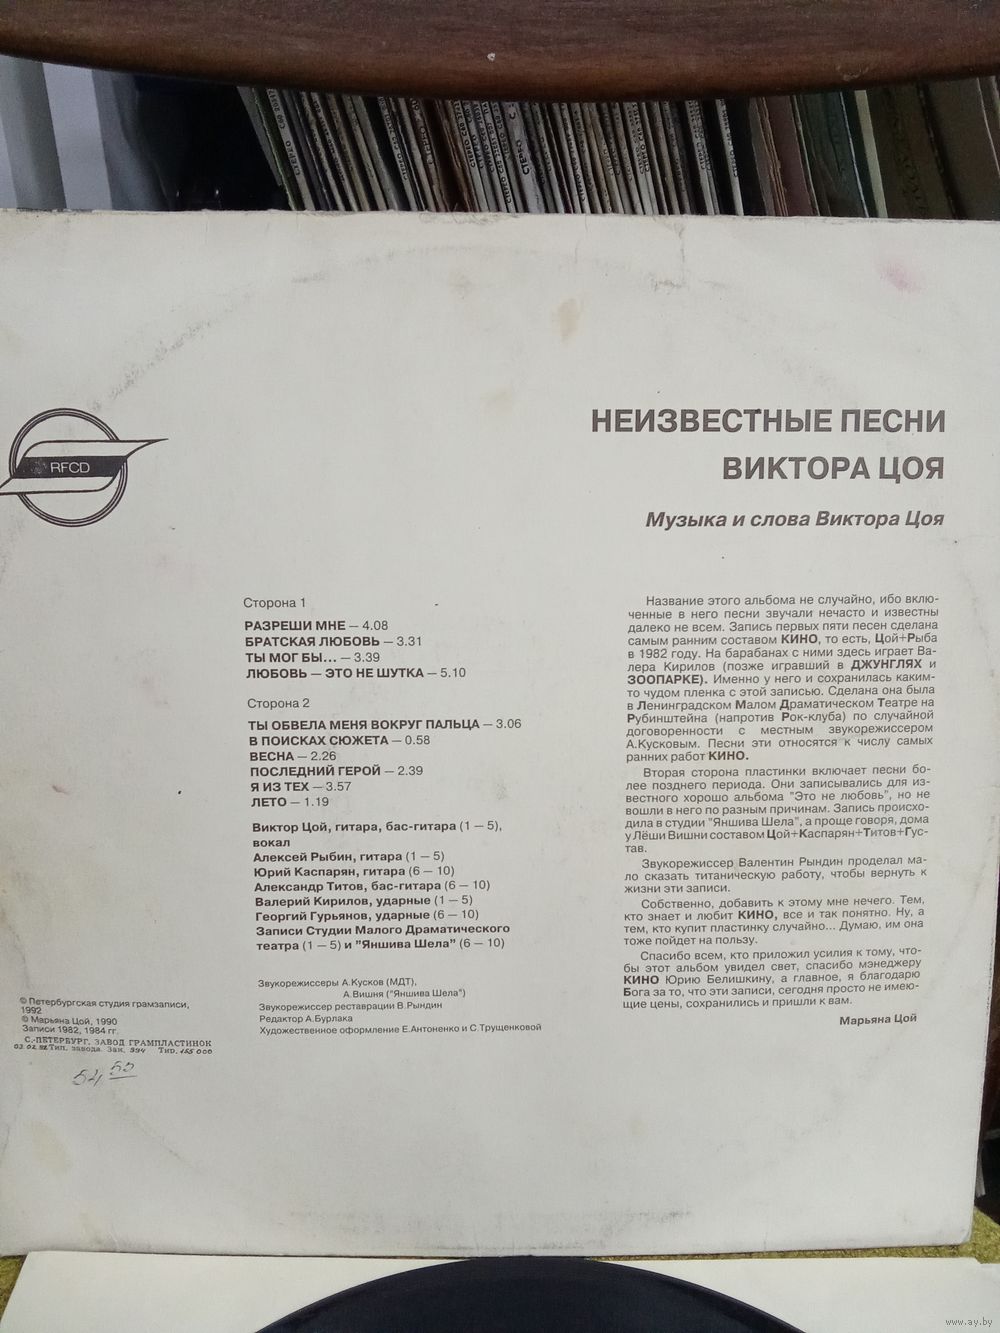 RFCD
НЕИЗВЕСТНЫЕ ПЕСНИ
ВИКТОРА ЦОЯ
Музыка и слова Виктора Цоя
Сторона 1
РАЗРЕШИ МНЕ — 4.08
БРАТСКАЯ ЛЮБОВЬ — 3.31
ТЫ МОГ БЫ... — 3.39
ЛЮБОВЬ — ЭТО НЕ ШУТКА — 5.10
Сторона 2
ТЫ ОБВЕЛА МЕНЯ ВОКРУГ ПАЛЬЦА — 3.06
В ПОИСКАХ СЮЖЕТА — 0.58
ВЕСНА — 2.26
ПОСЛЕДНИЙ ГЕРОЙ — 2.39
Я ИЗ ТЕХ — 3.57
ЛЕТО — 1.19
Виктор Цой, гитара, бас-гитара (1 — 5),
вокал
Алексей Рыбин, гитара (1 — 5)
Юрий Каспарян, гитара (6 — 10)
Александр Титов, бас-гитара (6 — 10)
Валерий Кирилов, ударные (1 — 5)
Георгий Гурьянов, ударные (6 — 10)
Записи Студии Малого Драматического
театра (1 — 5) и "Яншива Шела" (6 — 10)
Звукорежиссеры А.Кусков (МДТ),
А.Вишня ("Яншива Шела")
Звукорежиссер реставрации В.Рындин
Редактор А.Бурлака
Художественное оформление Е.Антоненко и С.Трущенковой
Название этого альбома не случайно, ибо вклю-
ченные в него песни звучали нечасто и известны
далеко не всем. Запись первых пяти песен сделана
самым ранним составом КИНО, то есть, Цой+Рыба
в 1982 году. На барабанах с ними здесь играет Ва-
лера Кирилов (позже игравший в ДЖУНГЛЯХ и
ЗООПАРКЕ). Именно у него и сохранилась каким-
то чудом пленка с этой записью. Сделана она была
в Ленинградском Малом Драматическом Театре на
Рубинштейна (напротив Рок-клуба) по случайной
договоренности с местным звукорежиссером
А.Кусковым. Песни эти относятся к числу самых
ранних работ КИНО.
Вторая сторона пластинки включает песни бо-
лее позднего периода. Они записывались для из-
вестного хорошо альбома "Это не любовь", но не
вошли в него по разным причинам. Запись происхо-
дила в студии "Яншива Шела", а проще говоря, дома
у Лёши Вишни составом Цой+Каспарян+Титов+Гус-
тав.
Звукорежиссер Валентин Рындин проделал ма-
ло сказать титаническую работу, чтобы вернуть к
жизни эти записи.
Собственно, добавить к этому мне нечего. Тем,
кто знает и любит КИНО, все и так понятно. Ну, а
тем, кто купит пластинку случайно... Думаю, им она
тоже пойдет на пользу.
Спасибо всем, кто приложил усилия к тому, что-
бы этот альбом увидел свет, спасибо мэнеджеру
КИНО Юрию Белишкину, а главное, я благодарю
Бога за то, что эти записи, сегодня просто не имею-
щие цены, сохранились и пришли к вам.
Марьяна Цой
© Петербургская студия грамзаписи,
1992
© Марьяна Цой, 1990
Записи 1982, 1984 гг.
С.-ПЕТЕРБУРГ. ЗАВОД ГРАМПЛАСТИНОК
03.02.92 Тип. завода. Зак. 394 Тир. 155 000
54 55
www.ay.by